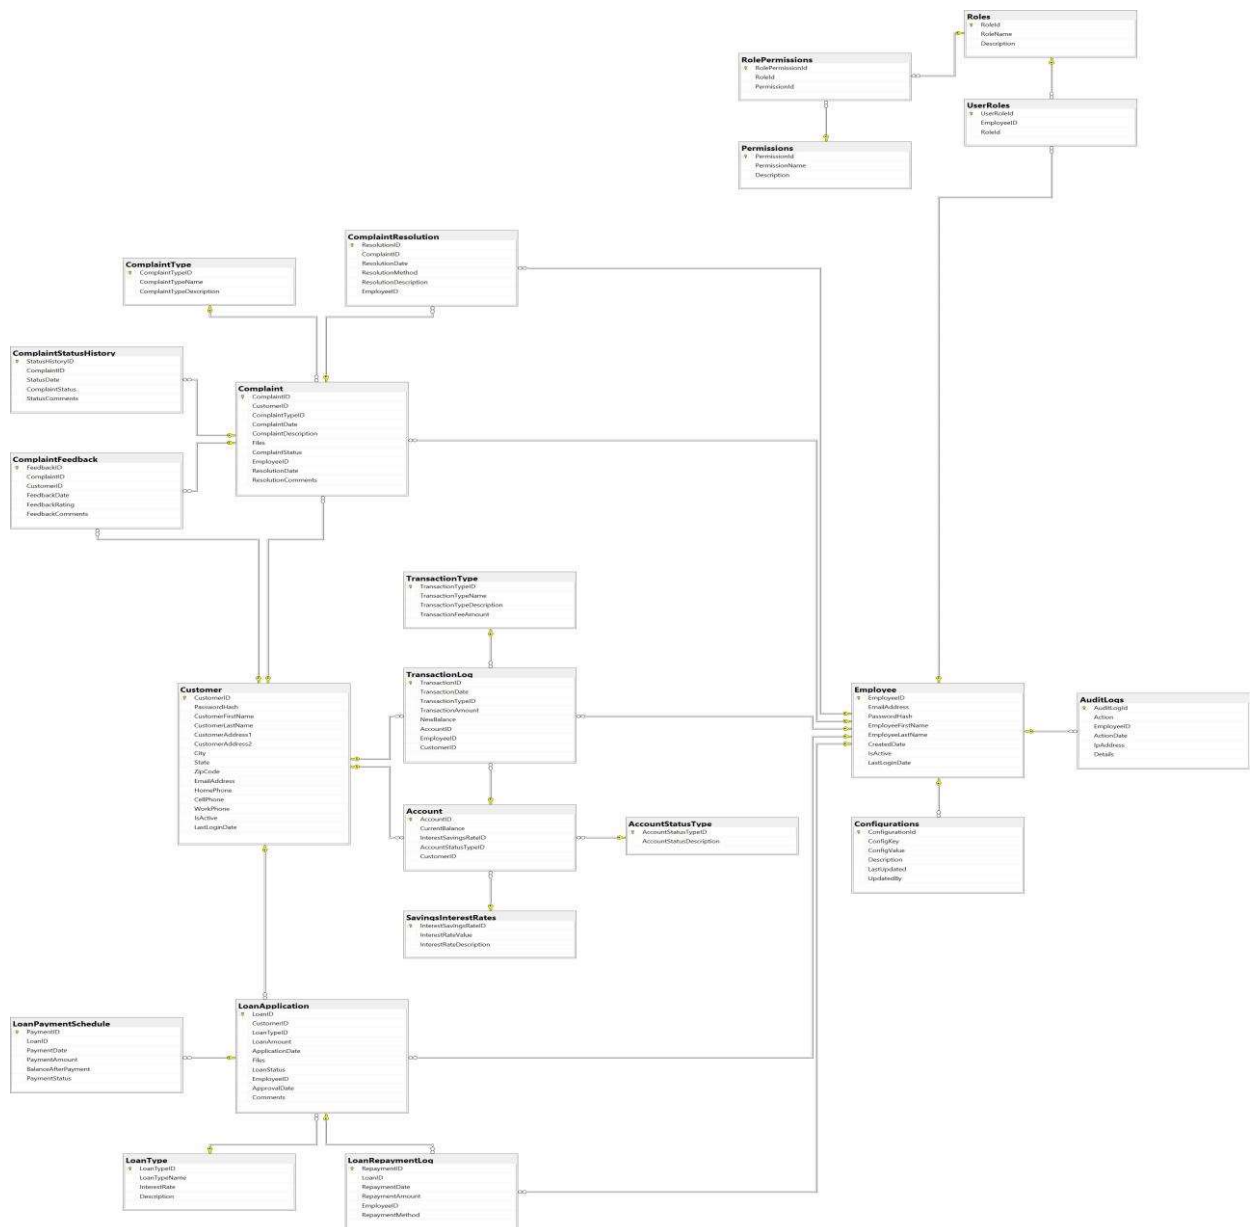 Roles
RoleId
RoleName
Description
RolePermissions
RolePermissionId
RoleId
PermissionId
UserRoles
UserRoleId
EmployeeID
RoleId
Permissions
PermissionId
PermissionName
Description
ComplaintResolution
ResolutionID
ComplaintID
ResolutionDate
ResolutionMethod
ResolutionDescription
EmployeeID
ComplaintType
ComplaintTypeID
ComplaintTypeName
ComplaintTypeDescription
ComplaintStatusHistory
StatusHistoryID
ComplaintID
StatusDate
ComplaintStatus
StatusComments
Complaint
ComplaintID
CustomerID
ComplaintTypeID
ComplaintDate
ComplaintDescription
Files
ComplaintStatus
EmployeeID
ResolutionDate
ResolutionComments
ComplaintFeedback
FeedbackID
ComplaintID
CustomerID
FeedbackDate
FeedbackRating
FeedbackComments
TransactionType
TransactionTypeID
TransactionTypeName
TransactionTypeDescription
TransactionFeeAmount
TransactionLog
TransactionID
TransactionDate
TransactionTypeID
TransactionAmount
NewBalance
AccountID
EmployeeID
CustomerID
Customer
CustomerID
PasswordHash
CustomerFirstName
CustomerLastName
CustomerAddress1
CustomerAddress2
City
State
ZipCode
EmailAddress
HomePhone
CellPhone
WorkPhone
IsActive
LastLoginDate
Employee
EmployeeID
EmailAddress
PasswordHash
EmployeeFirstName
EmployeeLastName
CreatedDate
IsActive
LastLoginDate
AuditLogs
AuditLogId
Action
EmployeeID
ActionDate
IpAddress
Details
Account
AccountID
CurrentBalance
InterestSavingsRateID
AccountStatusTypeID
CustomerID
AccountStatusType
AccountStatusTypeID
AccountStatusDescription
Configurations
ConfigurationId
ConfigKey
ConfigValue
Description
LastUpdated
UpdatedBy
SavingsInterestRates
InterestSavingsRateID
InterestRateValue
InterestRateDescription
LoanApplication
LoanID
CustomerID
LoanTypeID
LoanAmount
ApplicationDate
Files
LoanStatus
EmployeeID
ApprovalDate
Comments
LoanPaymentSchedule
PaymentID
LoanID
PaymentDate
PaymentAmount
BalanceAfterPayment
PaymentStatus
LoanType
LoanTypeID
LoanTypeName
InterestRate
Description
LoanRepaymentLog
RepaymentID
LoanID
RepaymentDate
RepaymentAmount
EmployeeID
RepaymentMethod